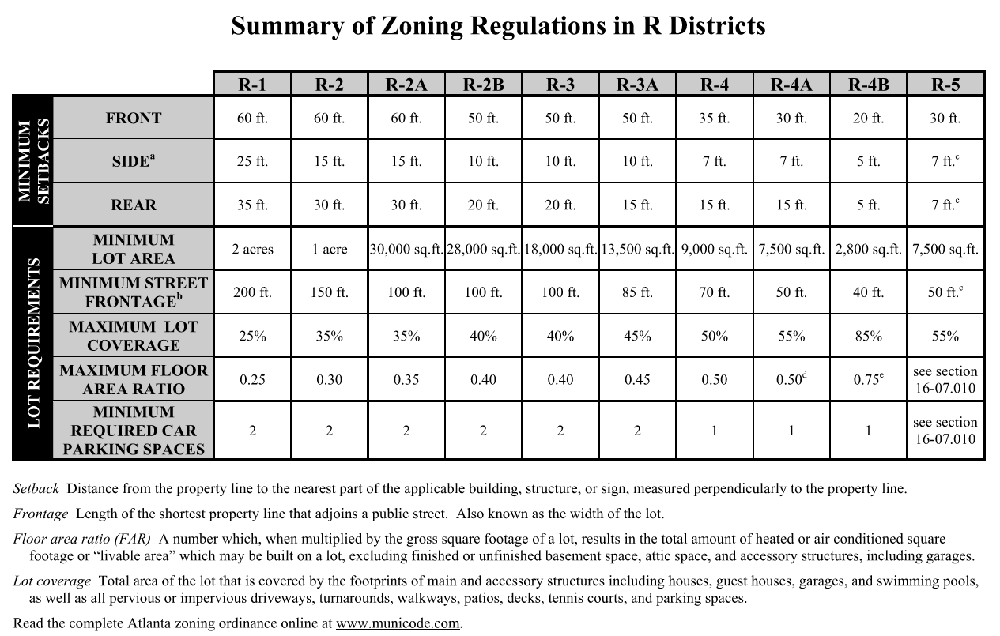 Summary of Zoning Regulations in R Districts
R-1 R-2 R-2A R-2B R-3 R-3A R-4 R-4A R-4B R-5
MINIMUM
SETBACKS
FRONT 60 ft. 60 ft. 60 ft. 50 ft. 50 ft. 50 ft. 35 ft. 30 ft. 20 ft. 30 ft.
SIDEᵃ 25 ft. 15 ft. 15 ft. 10 ft. 10 ft. 10 ft. 7 ft. 7 ft. 5 ft. 7 ft.ᶜ
REAR 35 ft. 30 ft. 30 ft. 20 ft. 20 ft. 15 ft. 15 ft. 15 ft. 5 ft. 7 ft.ᶜ
LOT REQUIREMENTS
MINIMUM
LOT AREA 2 acres 1 acre 30,000 sq.ft. 28,000 sq.ft. 18,000 sq.ft. 13,500 sq.ft. 9,000 sq.ft. 7,500 sq.ft. 2,800 sq.ft. 7,500 sq.ft.
MINIMUM STREET
FRONTAGEᵇ 200 ft. 150 ft. 100 ft. 100 ft. 100 ft. 85 ft. 70 ft. 50 ft. 40 ft. 50 ft.ᶜ
MAXIMUM LOT
COVERAGE 25% 35% 35% 40% 40% 45% 50% 55% 85% 55%
MAXIMUM FLOOR
AREA RATIO 0.25 0.30 0.35 0.40 0.40 0.45 0.50 0.50ᵈ 0.75ᵉ see section
16-07.010
MINIMUM
REQUIRED CAR
PARKING SPACES 2 2 2 2 2 2 1 1 1 see section
16-07.010
Setback Distance from the property line to the nearest part of the applicable building, structure, or sign, measured perpendicularly to the property line.
Frontage Length of the shortest property line that adjoins a public street. Also known as the width of the lot.
Floor area ratio (FAR) A number which, when multiplied by the gross square footage of a lot, results in the total amount of heated or air conditioned square
footage or “livable area” which may be built on a lot, excluding finished or unfinished basement space, attic space, and accessory structures, including garages.
Lot coverage Total area of the lot that is covered by the footprints of main and accessory structures including houses, guest houses, garages, and swimming pools,
as well as all pervious or impervious driveways, turnarounds, walkways, patios, decks, tennis courts, and parking spaces.
Read the complete Atlanta zoning ordinance online at www.municode.com.